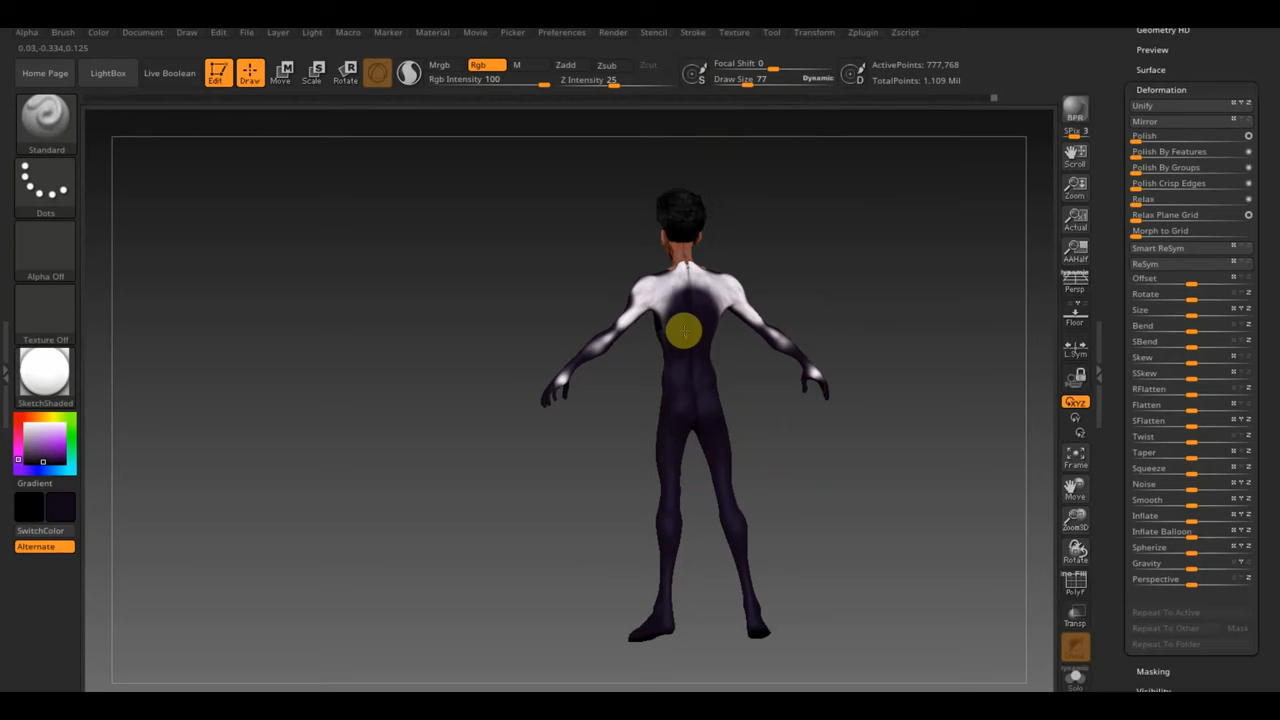 Alpha Brush Color Document Draw Edit File Layer Light Macro Marker Material Movie Picker Preferences Render Stencil Stroke Texture Tool Transform Zplugin Zscript
0.03,-0.334,0.125
Home Page LightBox Live Boolean Edit Draw Move Scale Rotate
Mrgb Rgb M Zadd Zsub Zcut
Rgb Intensity 100 Z Intensity 25
Focal Shift 0
Draw Size 77 Dynamic
S
D
ActivePoints: 777,768
TotalPoints: 1.109 Mil
Standard
Dots
Alpha Off
Texture Off
SketchShaded
Gradient
SwitchColor
Alternate
BPR
SPix 3
Scroll
Zoom
Actual
AAHalf
Dynamic
Persp
Floor
L.Sym
XYZ
Frame
Move
Zoom3D
Rotate
PolyF
Transp
Dynamic
Solo
Geometry HD
Preview
Surface
Deformation
Unify
Mirror
Polish
Polish By Features
Polish By Groups
Polish Crisp Edges
Relax
Relax Plane Grid
Morph to Grid
Smart ReSym
ReSym
Offset
Rotate
Size
Bend
SBend
Skew
SSkew
RFlatten
Flatten
SFlatten
Twist
Taper
Squeeze
Noise
Smooth
Inflate
Inflate Balloon
Spherize
Gravity
Perspective
Repeat To Active
Repeat To Other Mask
Repeat To Folder
Masking